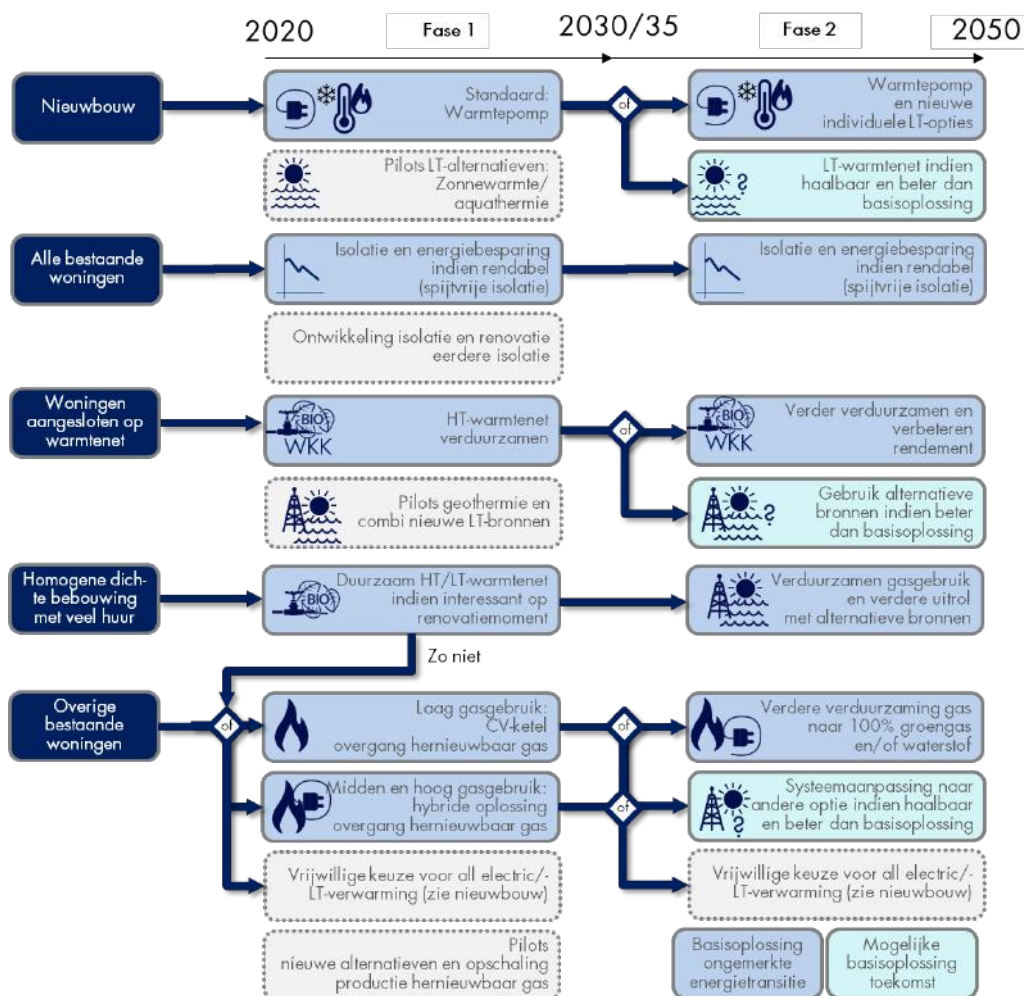 2020
Fase 1
2030/35
Fase 2
2050
Nieuwbouw
Standaard:
Warmtepomp
of
Warmtepomp
en nieuwe
individuele LT-opties
Pilots LT-alternatieven:
Zonnewarmte/
aquathermie
?
LT-warmtenet indien
haalbaar en beter dan
basisoplossing
Alle bestaande
woningen
Isolatie en energiebesparing
indien rendabel
(spijtvrije isolatie)
Isolatie en energiebesparing
indien rendabel
(spijtvrije isolatie)
Ontwikkeling isolatie en renovatie
eerdere isolatie
Woningen
aangesloten op
warmtenet
BIO
WKK
HT-warmtenet
verduurzamen
of
BIO
WKK
Verder verduurzamen en
verbeteren
rendement
Pilots geothermie en
combi nieuwe LT-bronnen
?
Gebruik alternatieve
bronnen indien beter
dan basisoplossing
Homogene dich-
te bebouwing
met veel huur
BIO
Duurzaam HT/LT-warmtenet
indien interessant op
renovatiemoment
Verduurzamen gasgebruik
en verdere uitrol
met alternatieve bronnen
Zo niet
Overige
bestaande
woningen
of
Laag gasgebruik:
CV-ketel
overgang hernieuwbaar gas
of
Verdere verduurzaming gas
naar 100% groengas
en/of waterstof
Midden en hoog gasgebruik:
hybride oplossing
overgang hernieuwbaar gas
of
?
Systeemaanpassing naar
andere optie indien haalbaar
en beter dan basisoplossing
Vrijwillige keuze voor all electric/-
LT-verwarming (zie nieuwbouw)
Vrijwillige keuze voor all electric/-
LT-verwarming (zie nieuwbouw)
Pilots
nieuwe alternatieven en opschaling
productie hernieuwbaar gas
Basisoplossing
ongemerkte
energietransitie
Mogelijke
basisoplossing
toekomst